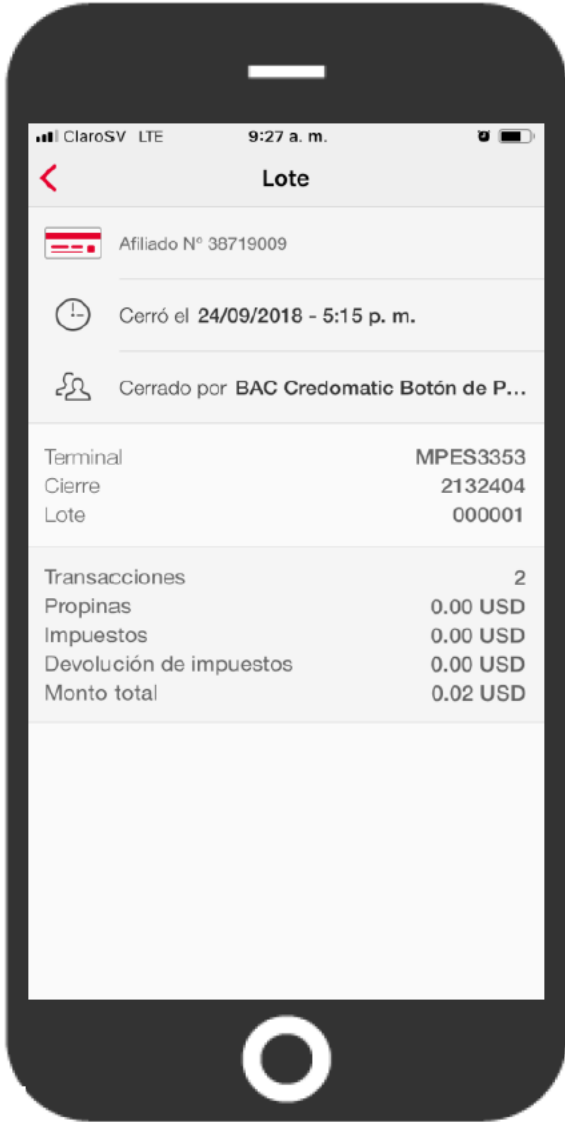 ClaroSV LTE 9:27 a. m.
Lote
Afiliado Nº 38719009
Cerró el 24/09/2018 - 5:15 p. m.
Cerrado por BAC Credomatic Botón de P...
Terminal MPES3353
Cierre 2132404
Lote 000001
Transacciones 2
Propinas 0.00 USD
Impuestos 0.00 USD
Devolución de impuestos 0.00 USD
Monto total 0.02 USD